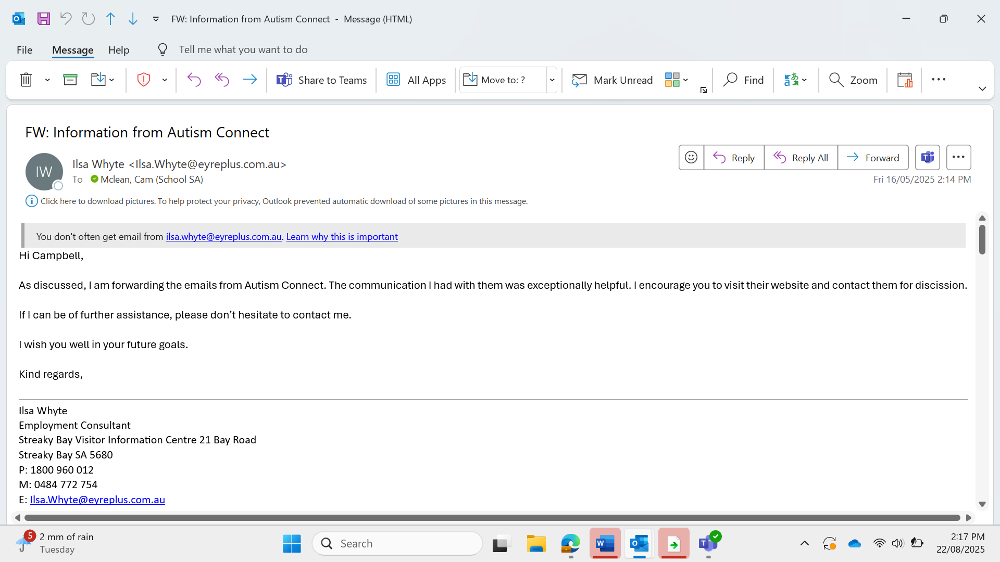 FW: Information from Autism Connect - Message (HTML)
File Message Help Tell me what you want to do
Share to Teams All Apps Move to: ? Mark Unread Find Zoom
FW: Information from Autism Connect
IW
Ilsa Whyte <Ilsa.Whyte@eyreplus.com.au>
To Mclean, Cam (School SA)
Reply Reply All Forward
Fri 16/05/2025 2:14 PM
Click here to download pictures. To help protect your privacy, Outlook prevented automatic download of some pictures in this message.
You don't often get email from ilsa.whyte@eyreplus.com.au. Learn why this is important
Hi Campbell,
As discussed, I am forwarding the emails from Autism Connect. The communication I had with them was exceptionally helpful. I encourage you to visit their website and contact them for discission.
If I can be of further assistance, please don’t hesitate to contact me.
I wish you well in your future goals.
Kind regards,
Ilsa Whyte
Employment Consultant
Streaky Bay Visitor Information Centre 21 Bay Road
Streaky Bay SA 5680
P: 1800 960 012
M: 0484 772 754
E: Ilsa.Whyte@eyreplus.com.au
5
2 mm of rain
Tuesday
Search
2:17 PM
22/08/2025